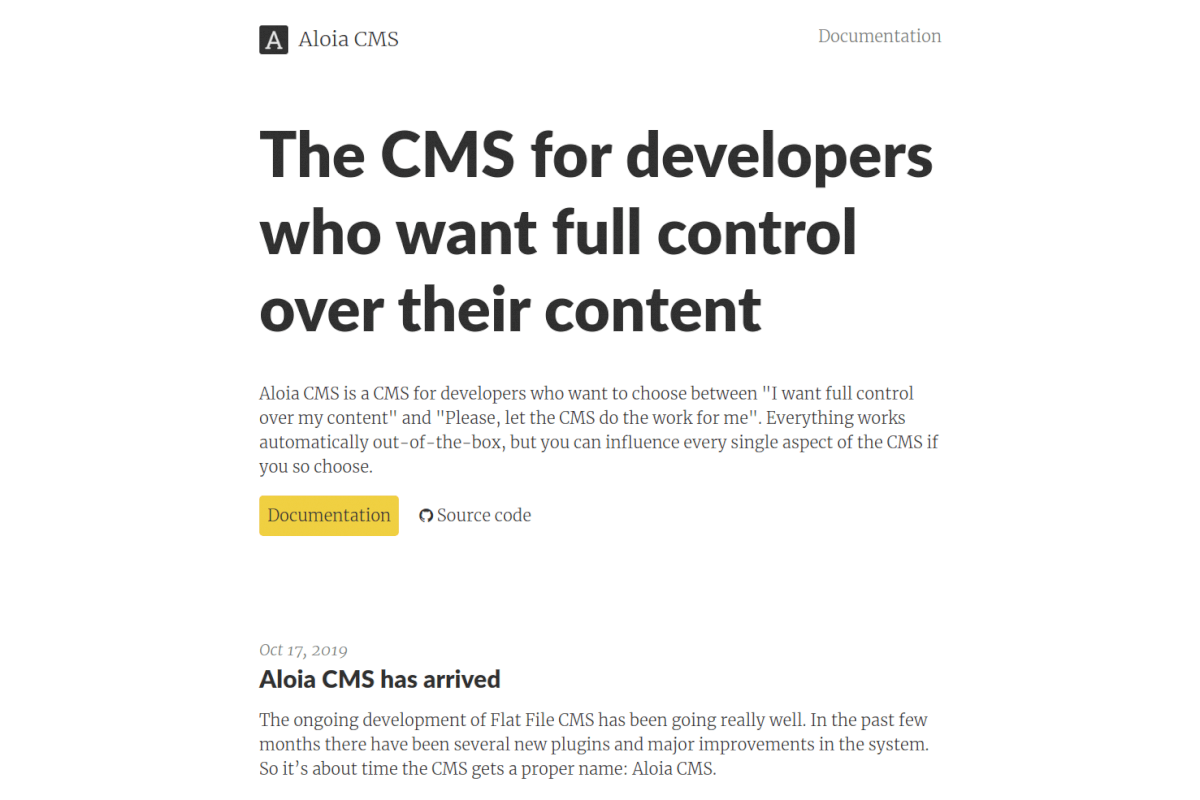 A Aloia CMS
Documentation
The CMS for developers
who want full control
over their content
Aloia CMS is a CMS for developers who want to choose between "I want full control
over my content" and "Please, let the CMS do the work for me". Everything works
automatically out-of-the-box, but you can influence every single aspect of the CMS if
you so choose.
Documentation
Source code
Oct 17, 2019
Aloia CMS has arrived
The ongoing development of Flat File CMS has been going really well. In the past few
months there have been several new plugins and major improvements in the system.
So it’s about time the CMS gets a proper name: Aloia CMS.